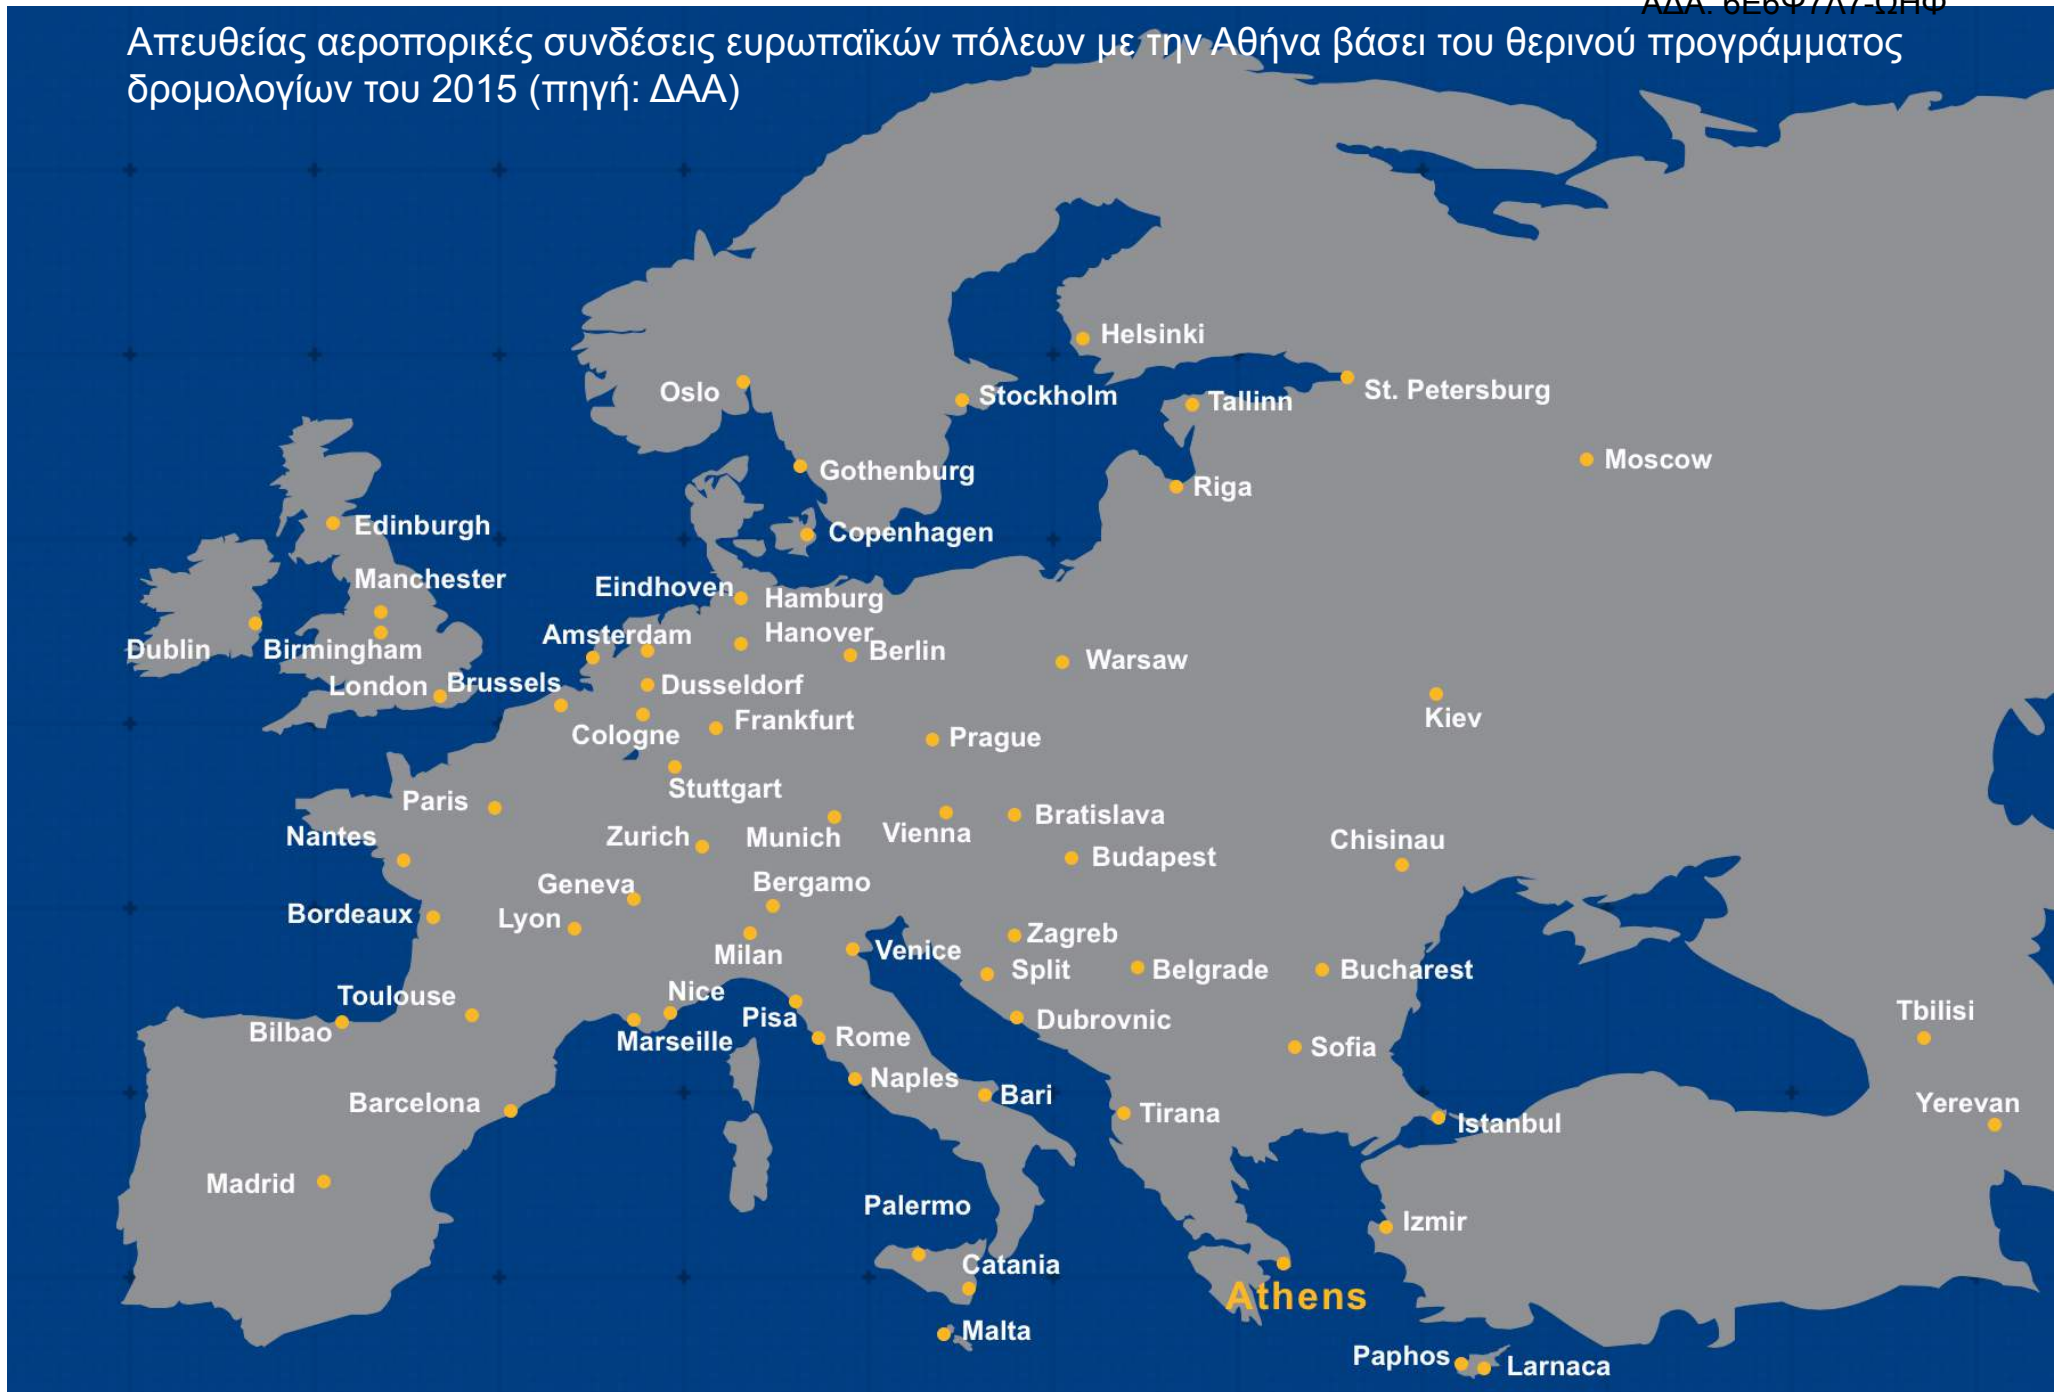 ΑΔΑ: 6Ε6Ψ7Λ7-ΩΗΦ
Απευθείας αεροπορικές συνδέσεις ευρωπαϊκών πόλεων με την Αθήνα βάσει του θερινού προγράμματος
δρομολογίων του 2015 (πηγή: ΔΑΑ)
Helsinki
Oslo
Stockholm
Tallinn
St. Petersburg
Gothenburg
Moscow
Riga
Edinburgh
Copenhagen
Manchester
Eindhoven
Hamburg
Amsterdam
Hanover
Dublin
Birmingham
Berlin
Warsaw
London
Brussels
Dusseldorf
Cologne
Frankfurt
Kiev
Prague
Stuttgart
Paris
Nantes
Zurich
Munich
Vienna
Bratislava
Chisinau
Budapest
Geneva
Bergamo
Bordeaux
Lyon
Milan
Venice
Zagreb
Split
Belgrade
Bucharest
Toulouse
Nice
Pisa
Bilbao
Marseille
Rome
Dubrovnic
Sofia
Tbilisi
Naples
Bari
Barcelona
Tirana
Istanbul
Yerevan
Madrid
Palermo
Izmir
Catania
Athens
Malta
Paphos
Larnaca